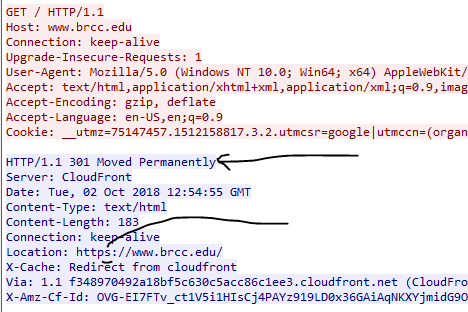 GET / HTTP/1.1
Host: www.brcc.edu
Connection: keep-alive
Upgrade-Insecure-Requests: 1
User-Agent: Mozilla/5.0 (Windows NT 10.0; Win64; x64) AppleWebKit/
Accept: text/html,application/xhtml+xml,application/xml;q=0.9,imag
Accept-Encoding: gzip, deflate
Accept-Language: en-US,en;q=0.9
Cookie: __utmz=75147457.1512158817.3.2.utmcsr=google|utmccn=(organ
HTTP/1.1 301 Moved Permanently
Server: CloudFront
Date: Tue, 02 Oct 2018 12:54:55 GMT
Content-Type: text/html
Content-Length: 183
Connection: keep-alive
Location: https://www.brcc.edu/
X-Cache: Redirect from cloudfront
Via: 1.1 f348970492a18bf5c630c5acc86c1ee3.cloudfront.net (CloudFro
X-Amz-Cf-Id: OVG-EI7FTv_ct1V5i1HIsCj4PAYz919LD0x36GAiAqNKXYjmidG9O